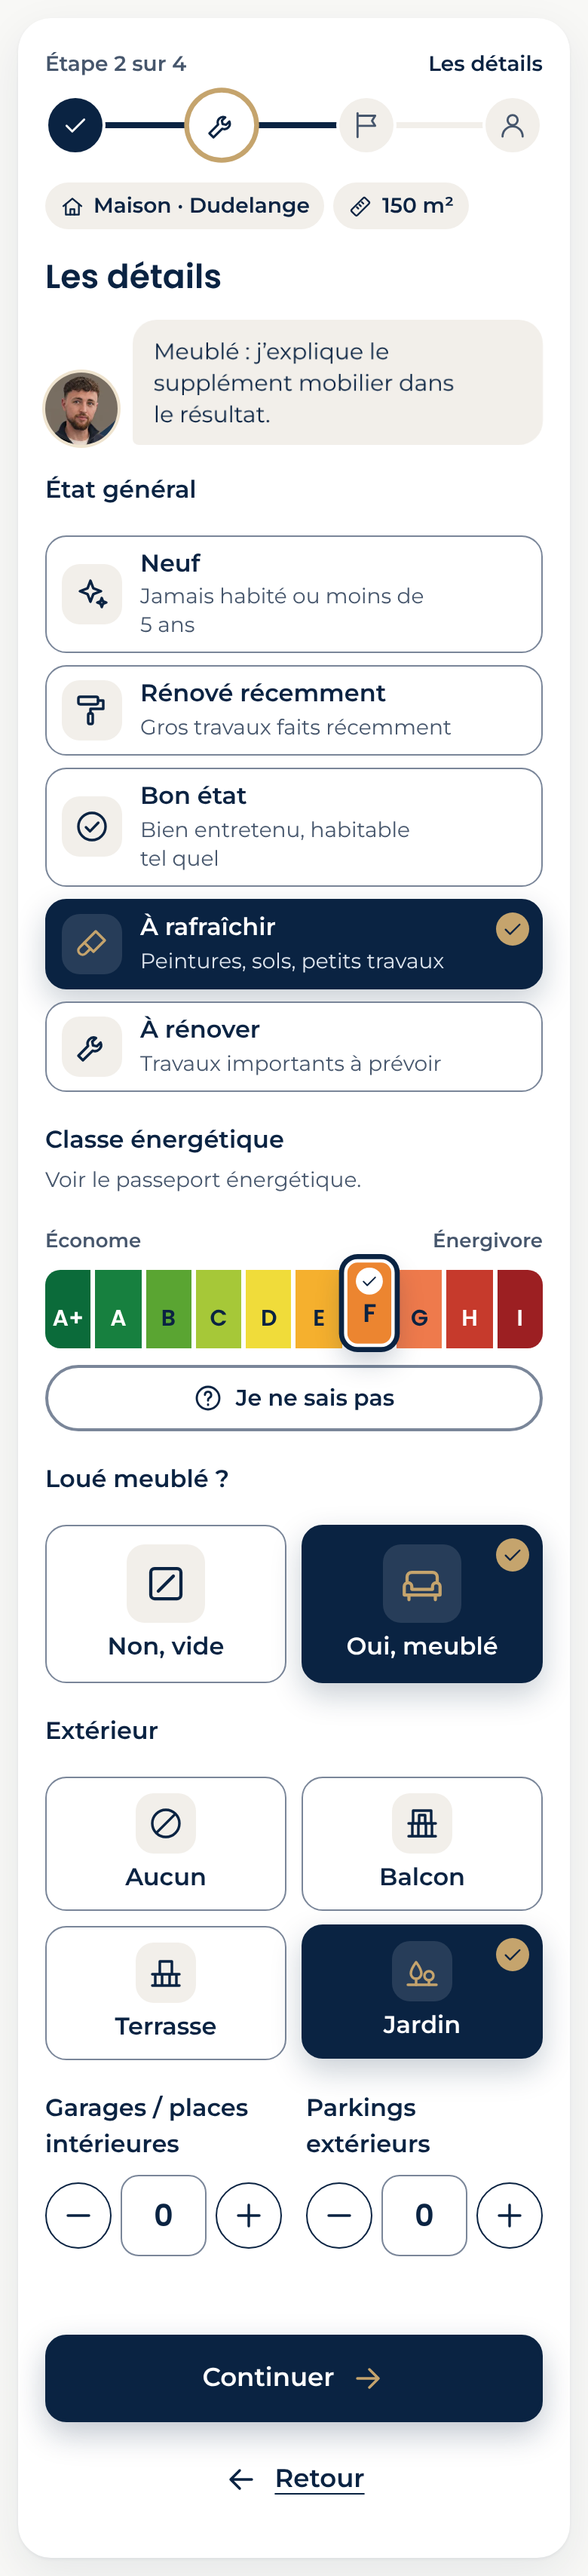 Étape 2 sur 4
Les détails
Maison · Dudelange
150 m²
Les détails
Meublé : j’explique le
supplément mobilier dans
le résultat.
État général
Neuf
Jamais habité ou moins de
5 ans
Rénové récemment
Gros travaux faits récemment
Bon état
Bien entretenu, habitable
tel quel
À rafraîchir
Peintures, sols, petits travaux
À rénover
Travaux importants à prévoir
Classe énergétique
Voir le passeport énergétique.
Économe
Énergivore
A+ A B C D E F G H I
Je ne sais pas
Loué meublé ?
Non, vide
Oui, meublé
Extérieur
Aucun
Balcon
Terrasse
Jardin
Garages / places
intérieures
Parkings
extérieurs
0
0
Continuer
Retour